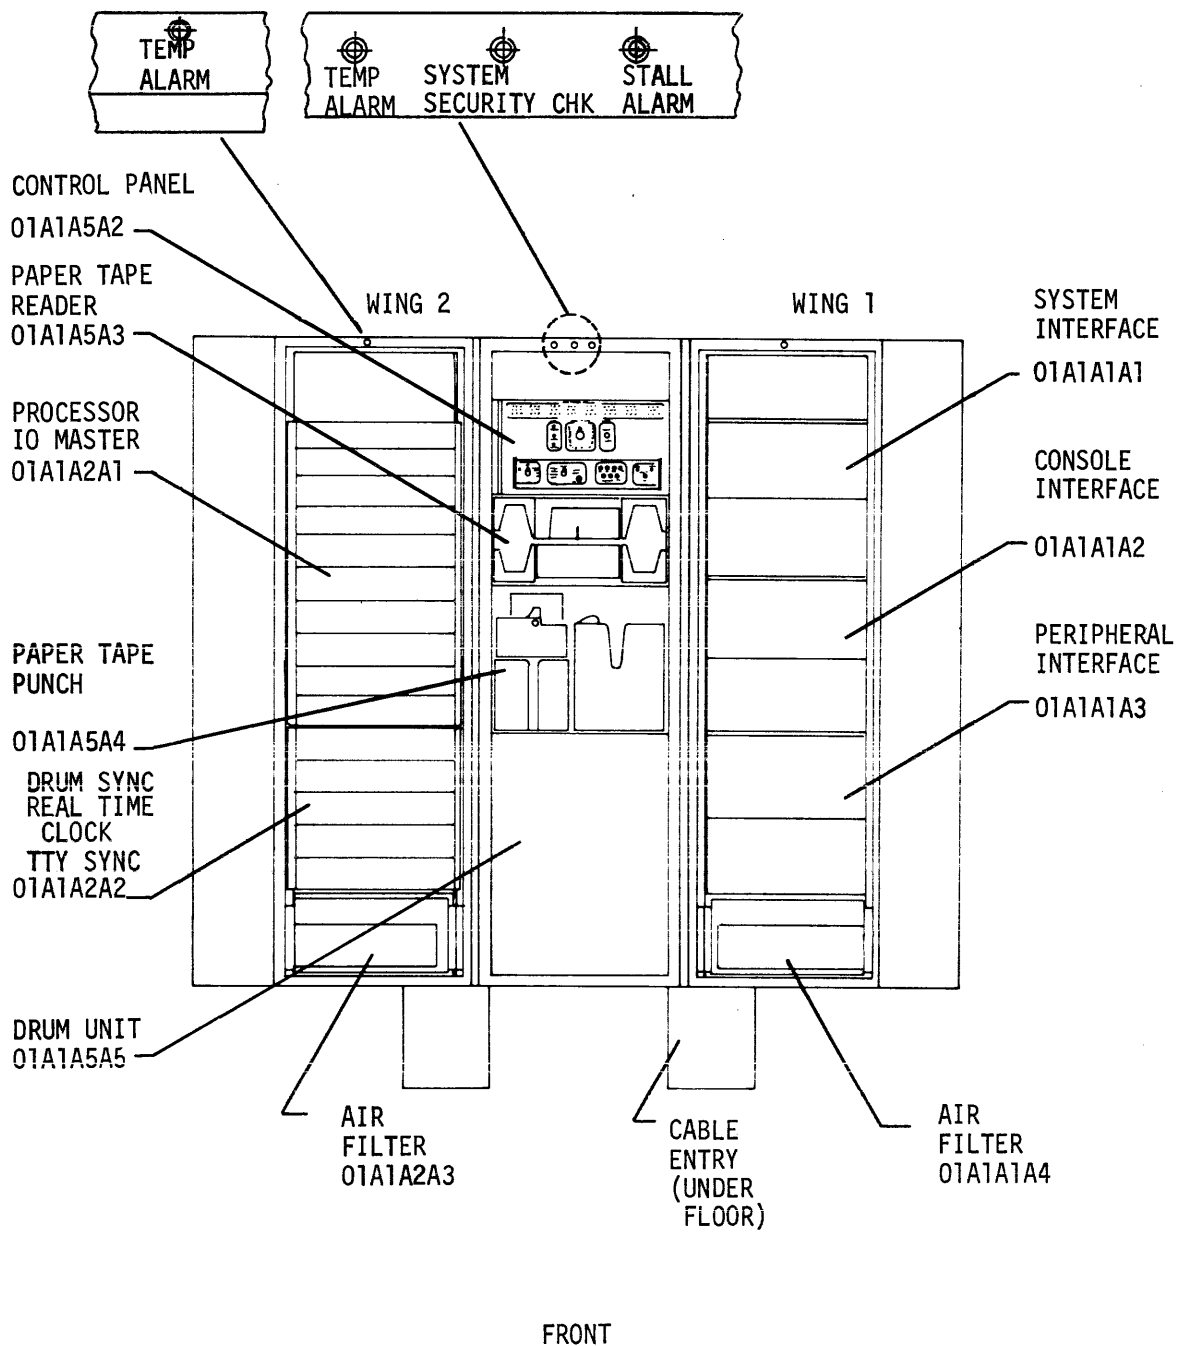 TEMP
ALARM
TEMP
ALARM
SYSTEM
SECURITY CHK
STALL
ALARM
CONTROL PANEL
01A1A5A2
PAPER TAPE
READER
01A1A5A3
PROCESSOR
IO MASTER
01A1A2A1
PAPER TAPE
PUNCH
01A1A5A4
DRUM SYNC
REAL TIME
CLOCK
TTY SYNC
01A1A2A2
DRUM UNIT
01A1A5A5
WING 2
WING 1
SYSTEM
INTERFACE
01A1A1A1
CONSOLE
INTERFACE
01A1A1A2
PERIPHERAL
INTERFACE
01A1A1A3
AIR
FILTER
01A1A2A3
CABLE
ENTRY
(UNDER
FLOOR)
AIR
FILTER
01A1A1A4
FRONT